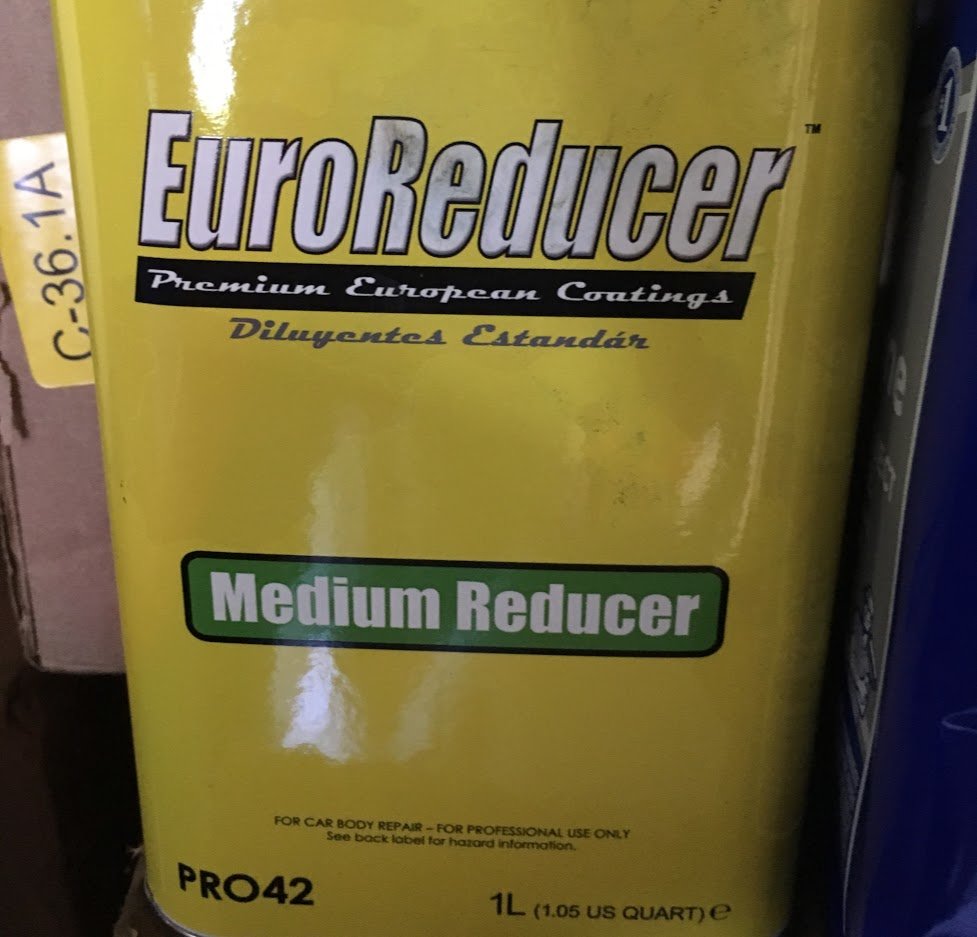 EuroReducer™
Premium European Coatings
Diluyentes Estandár
C-36.1A
1
Medium Reducer
FOR CAR BODY REPAIR – FOR PROFESSIONAL USE ONLY
See back label for hazard information.
PRO42
1L (1.05 US QUART) ℮